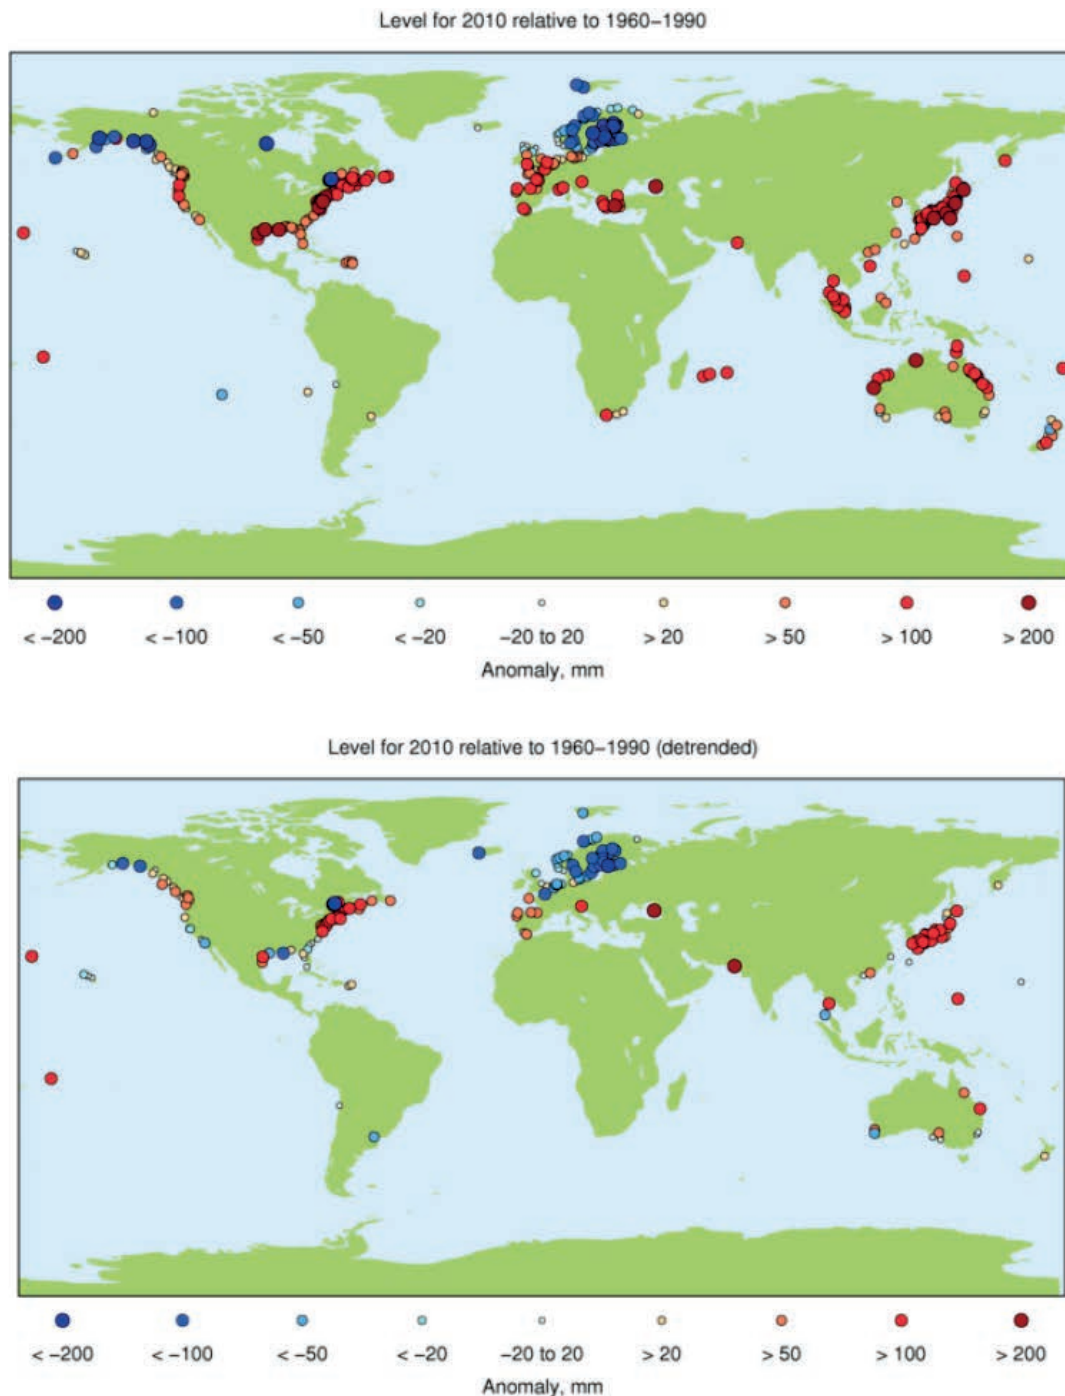 Level for 2010 relative to 1960−1990
< −200 < −100 < −50 < −20 −20 to 20 > 20 > 50 > 100 > 200
Anomaly, mm
Level for 2010 relative to 1960−1990 (detrended)
< −200 < −100 < −50 < −20 −20 to 20 > 20 > 50 > 100 > 200
Anomaly, mm